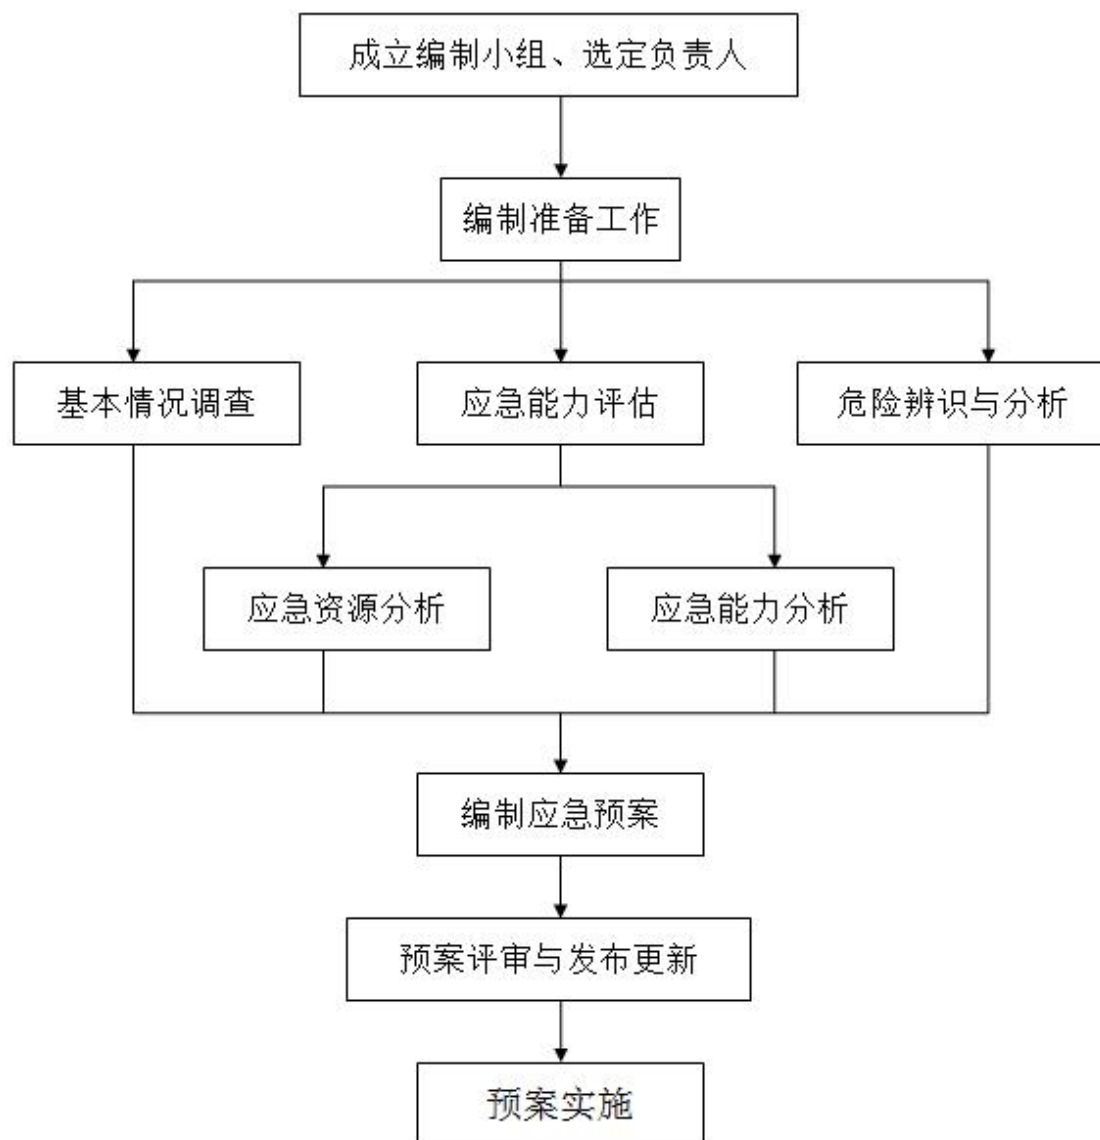 成立编制小组、选定负责人
编制准备工作
基本情况调查
应急能力评估
危险辨识与分析
应急资源分析
应急能力分析
编制应急预案
预案评审与发布更新
预案实施